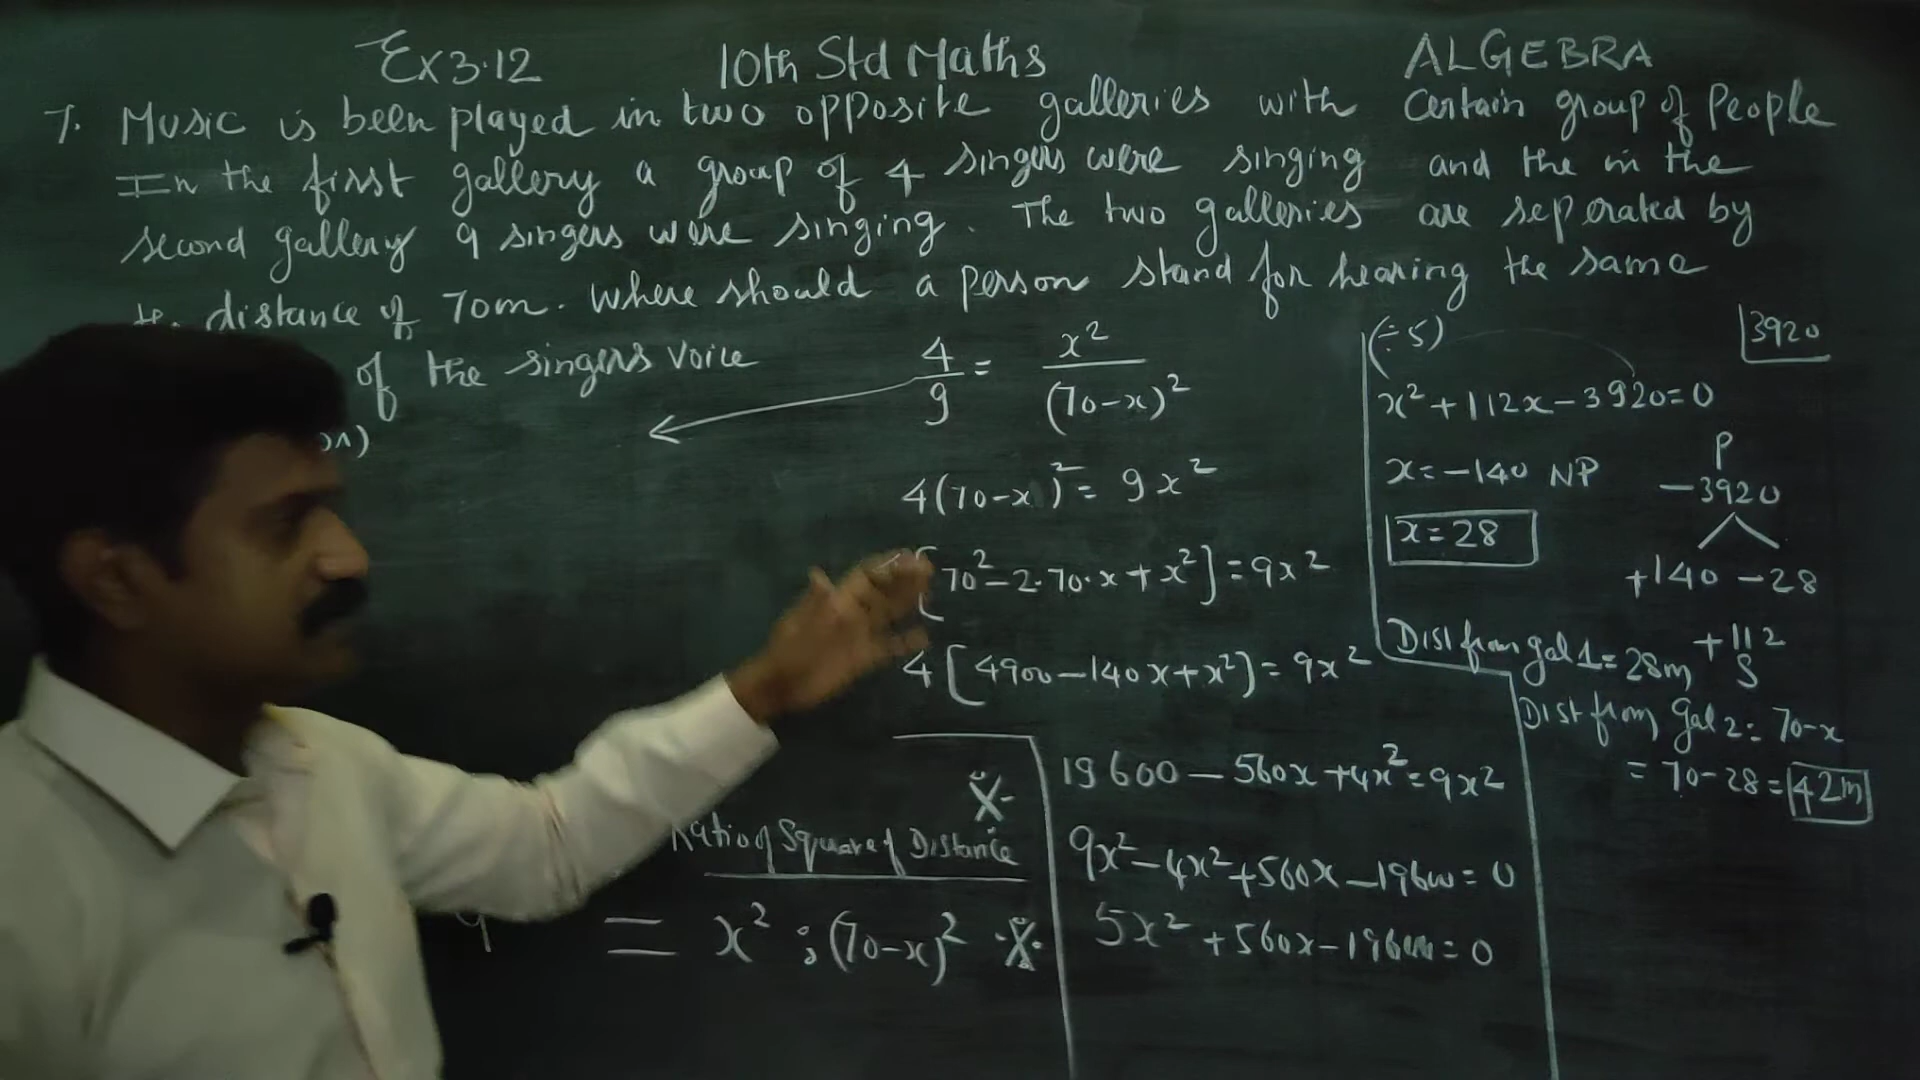 Ex 3.12 10th Std Maths ALGEBRA
7. Music is been played in two opposite galleries with Certain group of People
In the first gallery a group of 4 singers were singing and the in the
second gallery 9 singers were singing. The two galleries are separated by
distance of 70m. Where should a person stand for hearing the same
of the singers voice
4/9 = x²/(70-x)²
4(70-x)² = 9x²
[70²-2·70·x+x²] = 9x²
4[4900-140x+x²] = 9x²
Ratio of Square of Distance
= x² : (70-x)²
19600-560x+4x²=9x²
9x²-4x²+560x-19600=0
5x²+560x-19600=0
(÷5)
3920
x²+112x-3920=0
x=-140 NP
x=28
P
-3920
+140 -28
+112
S
Dist from gal 1=28m
Dist from gal 2= 70-x
= 70-28=42m